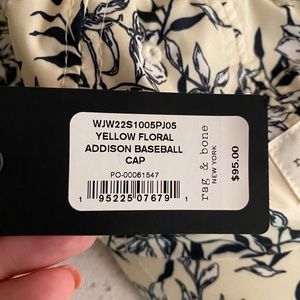 WJW22S1005PJ05
YELLOW FLORAL
ADDISON BASEBALL
CAP
PO-00061547
1 95225 07679 1
rag & bone
NEW YORK
$95.00